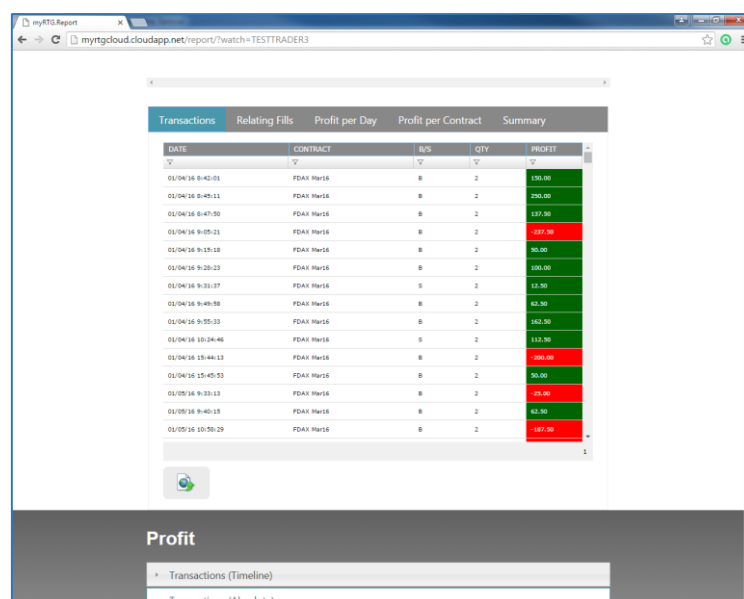 myRTG.Report
myrtgcloud.cloudapp.net/report/?watch=TESTTRADER3
Transactions Relating Fills Profit per Day Profit per Contract Summary
DATE CONTRACT B/S QTY PROFIT
01/04/16 8:42:01 FDAX Mar16 B 2 150.00
01/04/16 8:45:11 FDAX Mar16 B 2 250.00
01/04/16 8:47:50 FDAX Mar16 B 2 137.50
01/04/16 9:05:21 FDAX Mar16 B 2 -237.50
01/04/16 9:15:18 FDAX Mar16 B 2 50.00
01/04/16 9:28:23 FDAX Mar16 B 2 100.00
01/04/16 9:31:37 FDAX Mar16 S 2 12.50
01/04/16 9:49:58 FDAX Mar16 B 2 62.50
01/04/16 9:55:33 FDAX Mar16 B 2 162.50
01/04/16 10:24:46 FDAX Mar16 S 2 112.50
01/04/16 15:44:13 FDAX Mar16 B 2 -200.00
01/04/16 15:45:53 FDAX Mar16 B 2 50.00
01/05/16 9:33:13 FDAX Mar16 B 2 -25.00
01/05/16 9:40:15 FDAX Mar16 B 2 62.50
01/05/16 10:58:29 FDAX Mar16 B 2 -187.50
1
Profit
Transactions (Timeline)